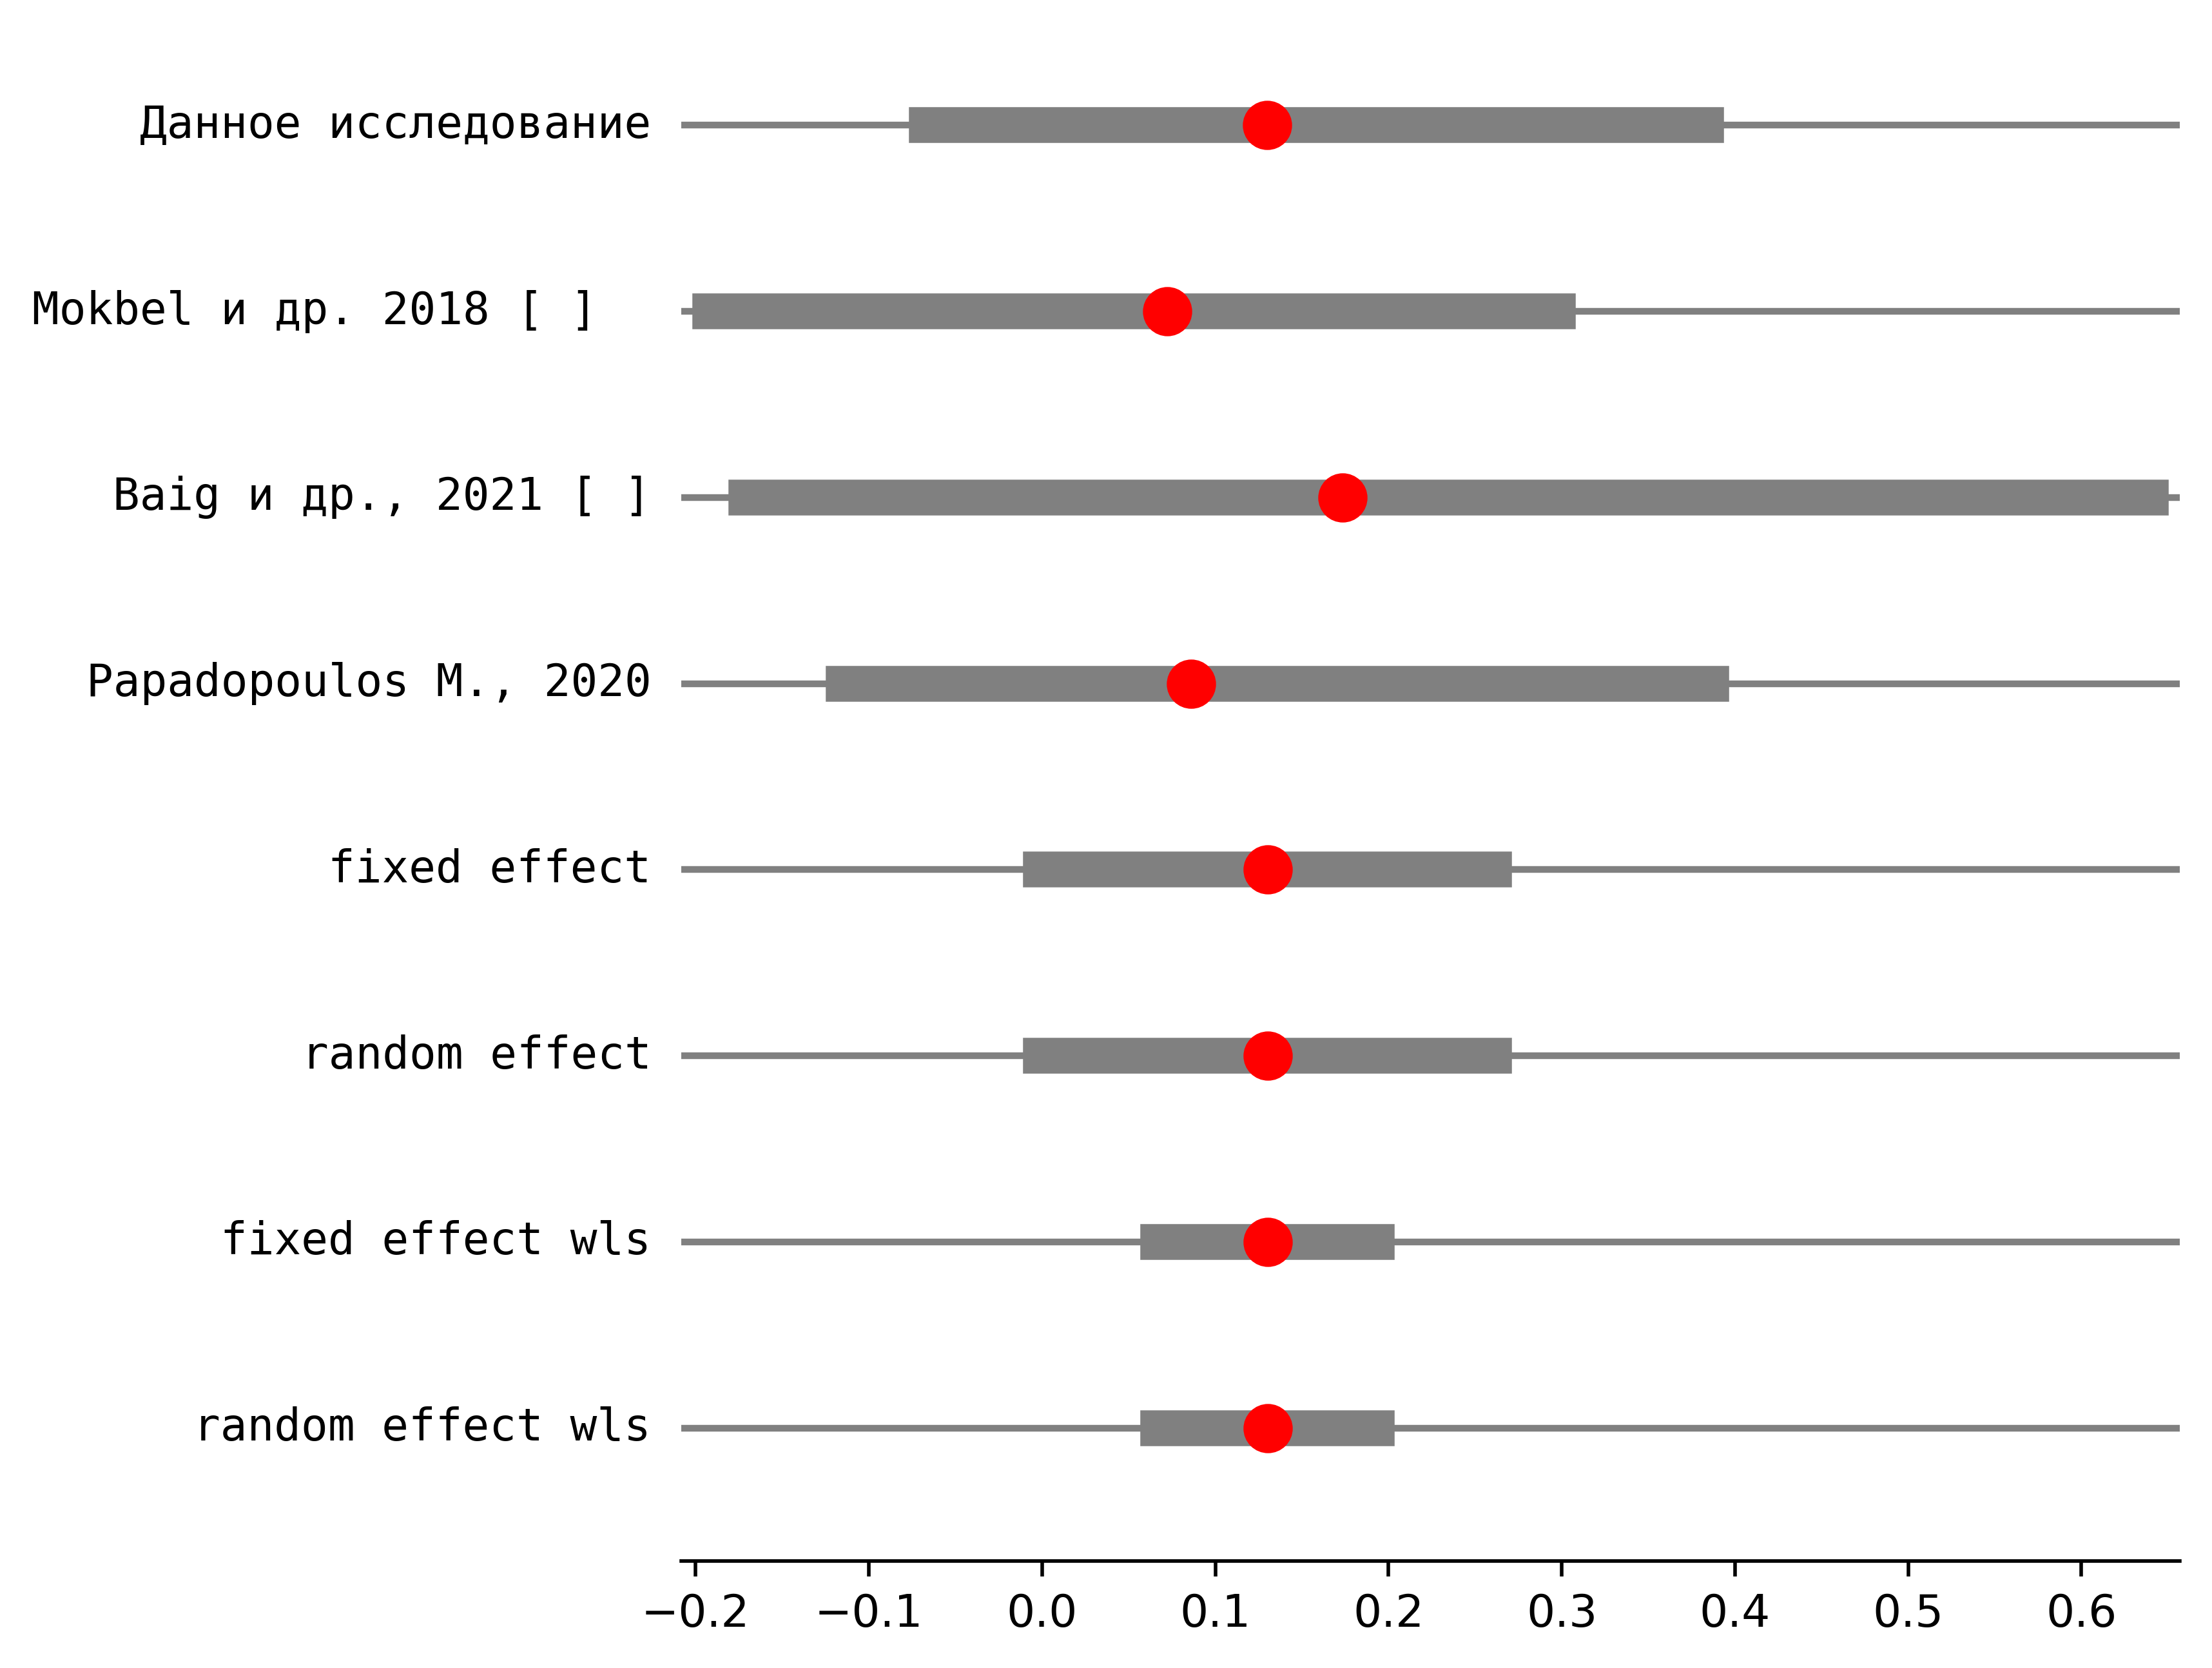 Данное исследование
Mokbel и др. 2018 [ ]
Baig и др., 2021 [ ]
Papadopoulos M., 2020
fixed effect
random effect
fixed effect wls
random effect wls
−0.2 −0.1 0.0 0.1 0.2 0.3 0.4 0.5 0.6